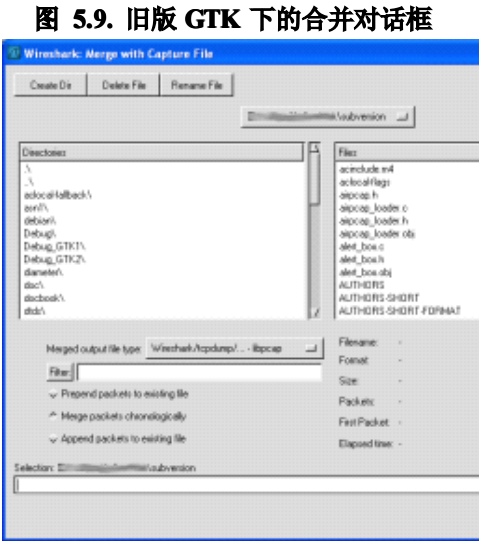 图 5.9. 旧版 GTK 下的合并对话框
Wireshark: Merge with Capture File
Create Dir Delete File Rename File
\subversion
Directories
.\
..\
aclocal-fallback\
asn1\
debian\
Debug\
Debug_GTK1\
Debug_GTK2\
diameter\
doc\
docbook\
dtds\
Files
acinclude.m4
aclocal-flags
airpcap.h
airpcap_loader.c
airpcap_loader.h
airpcap_loader.obj
alert_box.c
alert_box.h
alert_box.obj
AUTHORS
AUTHORS-SHORT
AUTHORS-SHORT-FORMAT
Merged output file type: Wireshark/tcpdump/... - libpcap
Filter:
Prepend packets to existing file
Merge packets chronologically
Append packets to existing file
Filename: -
Format: -
Size: -
Packets: -
First Packet: -
Elapsed time: -
Selection: \subversion